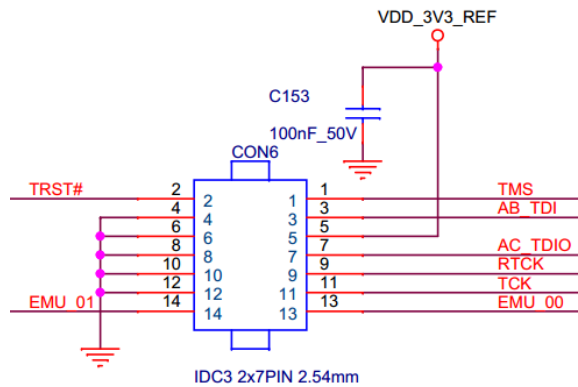 VDD_3V3_REF
C153
100nF_50V
CON6
TRST# 2 2 1 1 TMS
4 4 3 3 AB_TDI
6 6 5 5
8 8 7 7 AC_TDIO
10 10 9 9 RTCK
12 12 11 11 TCK
EMU_01 14 14 13 13 EMU_00
IDC3 2x7PIN 2.54mm